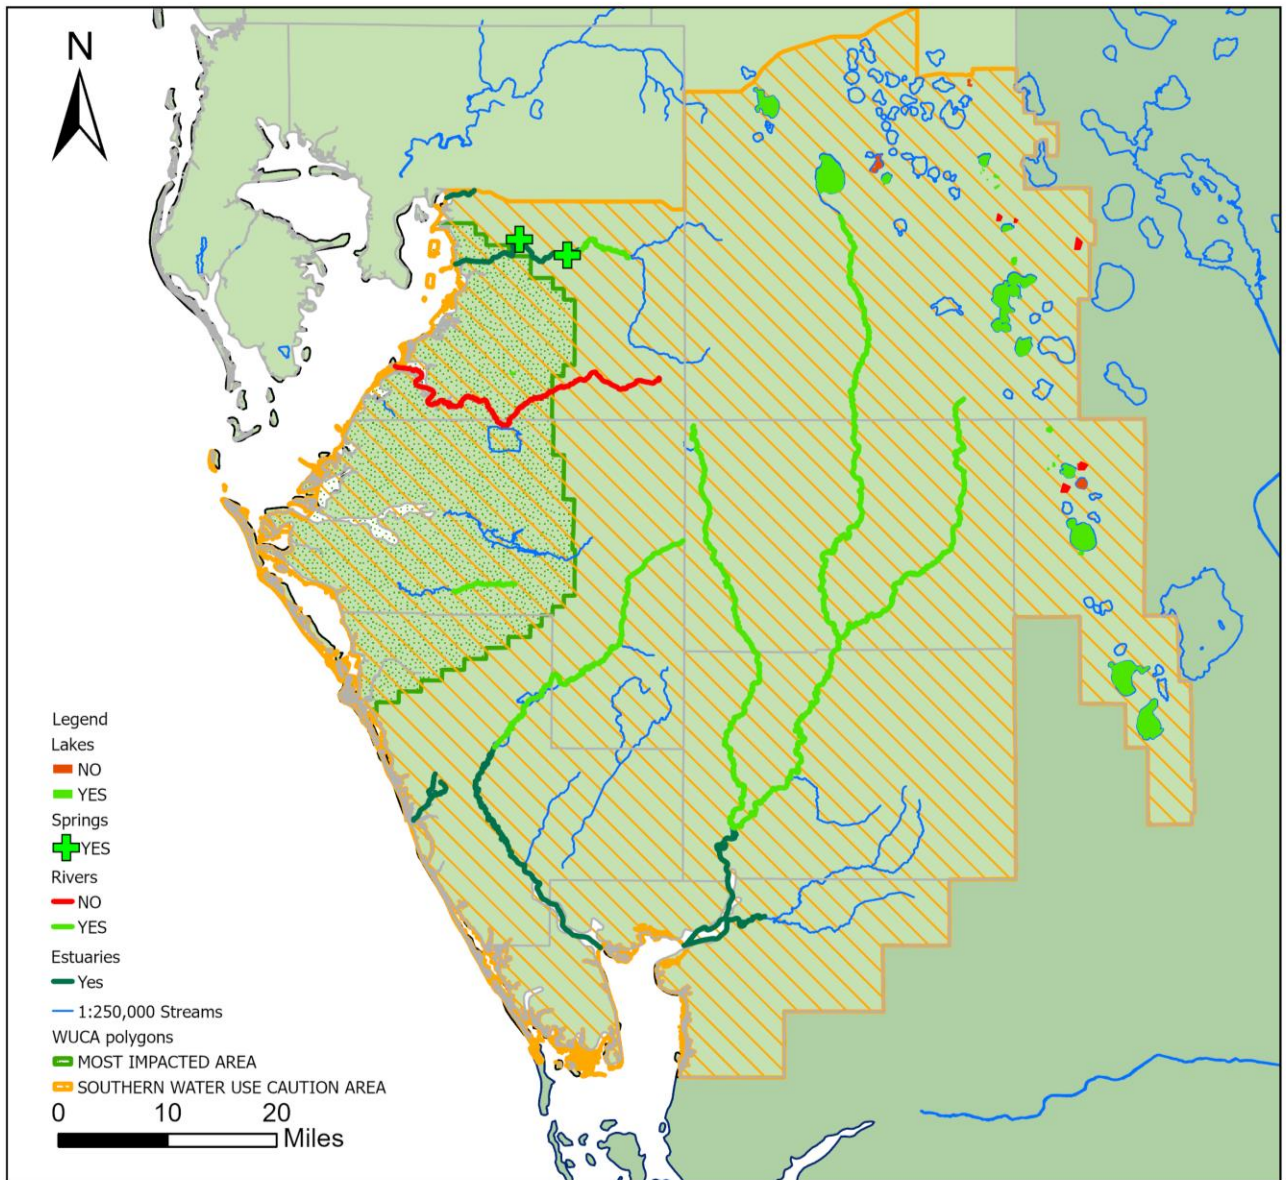 N
Legend
Lakes
NO
YES
Springs
YES
Rivers
NO
YES
Estuaries
Yes
1:250,000 Streams
WUCA polygons
MOST IMPACTED AREA
SOUTHERN WATER USE CAUTION AREA
0 10 20
Miles